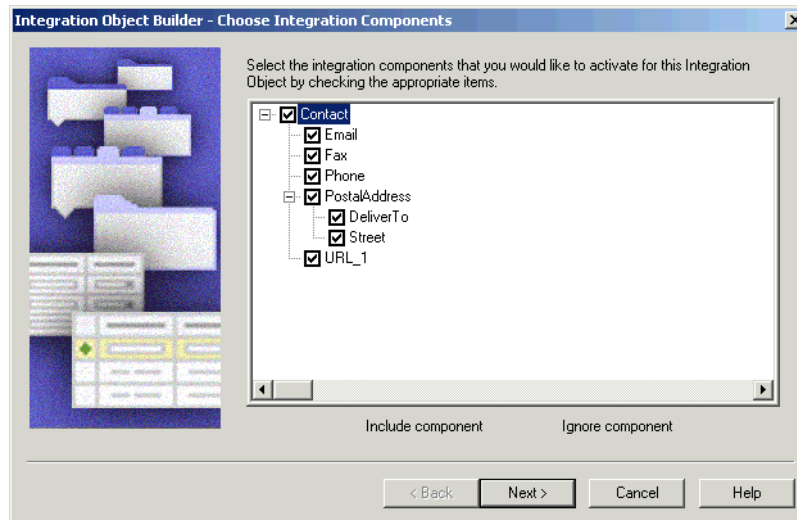 Integration Object Builder - Choose Integration Components
Select the integration components that you would like to activate for this Integration
Object by checking the appropriate items.
Contact
Email
Fax
Phone
PostalAddress
DeliverTo
Street
URL_1
Include component Ignore component
< Back Next > Cancel Help